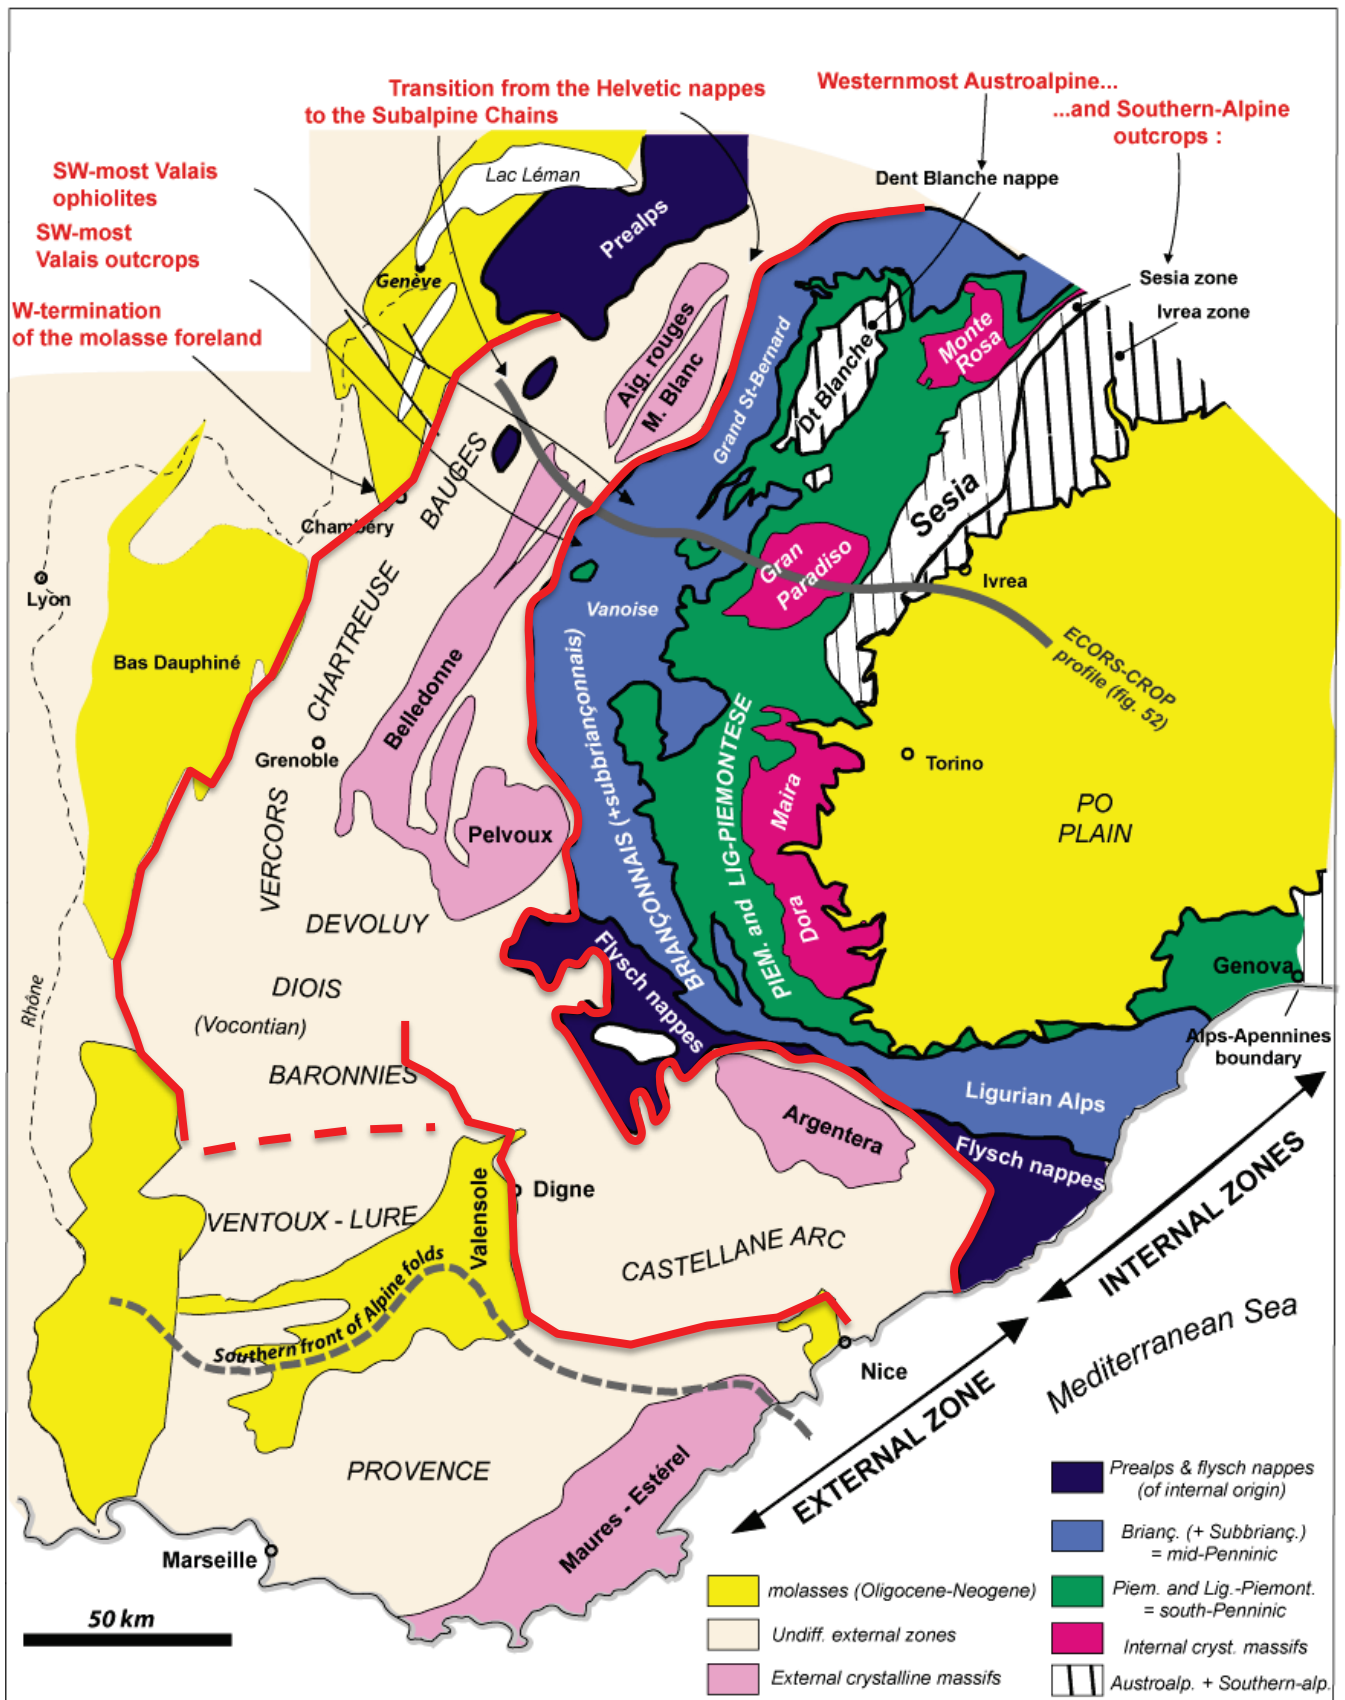 Transition from the Helvetic nappes
to the Subalpine Chains
Westernmost Austroalpine...
...and Southern-Alpine
outcrops :
SW-most Valais
ophiolites
SW-most
Valais outcrops
W-termination
of the molasse foreland
Lac Léman
Dent Blanche nappe
Prealps
Genève
Sesia zone
Ivrea zone
Aig. rouges
M. Blanc
Grand St-Bernard
Dt Blanche
Monte
Rosa
BAUGES
Chambéry
Sesia
Lyon
Gran
Paradiso
Ivrea
Vanoise
CHARTREUSE
ECORS-CROP
profile (fig. 52)
Bas Dauphiné
Belledonne
BRIANÇONNAIS (+subbriançonnais)
PIEM. and LIG-PIEMONTESE
Grenoble
Torino
Maira
Dora
PO
PLAIN
VERCORS
Pelvoux
DEVOLUY
Flysch nappes
Genova
Rhône
DIOIS
(Vocontian)
BARONNIES
Alps-Apennines
boundary
Ligurian Alps
Argentera
Flysch nappes
Valensole
Digne
VENTOUX - LURE
CASTELLANE ARC
INTERNAL ZONES
Southern front of Alpine folds
Mediterranean Sea
Nice
EXTERNAL ZONE
PROVENCE
Maures - Estérel
Marseille
50 km
Prealps & flysch nappes
(of internal origin)
Brianç. (+ Subbrianç.)
= mid-Penninic
molasses (Oligocene-Neogene)
Piem. and Lig.-Piemont.
= south-Penninic
Undiff. external zones
Internal cryst. massifs
External crystalline massifs
Austroalp. + Southern-alp.